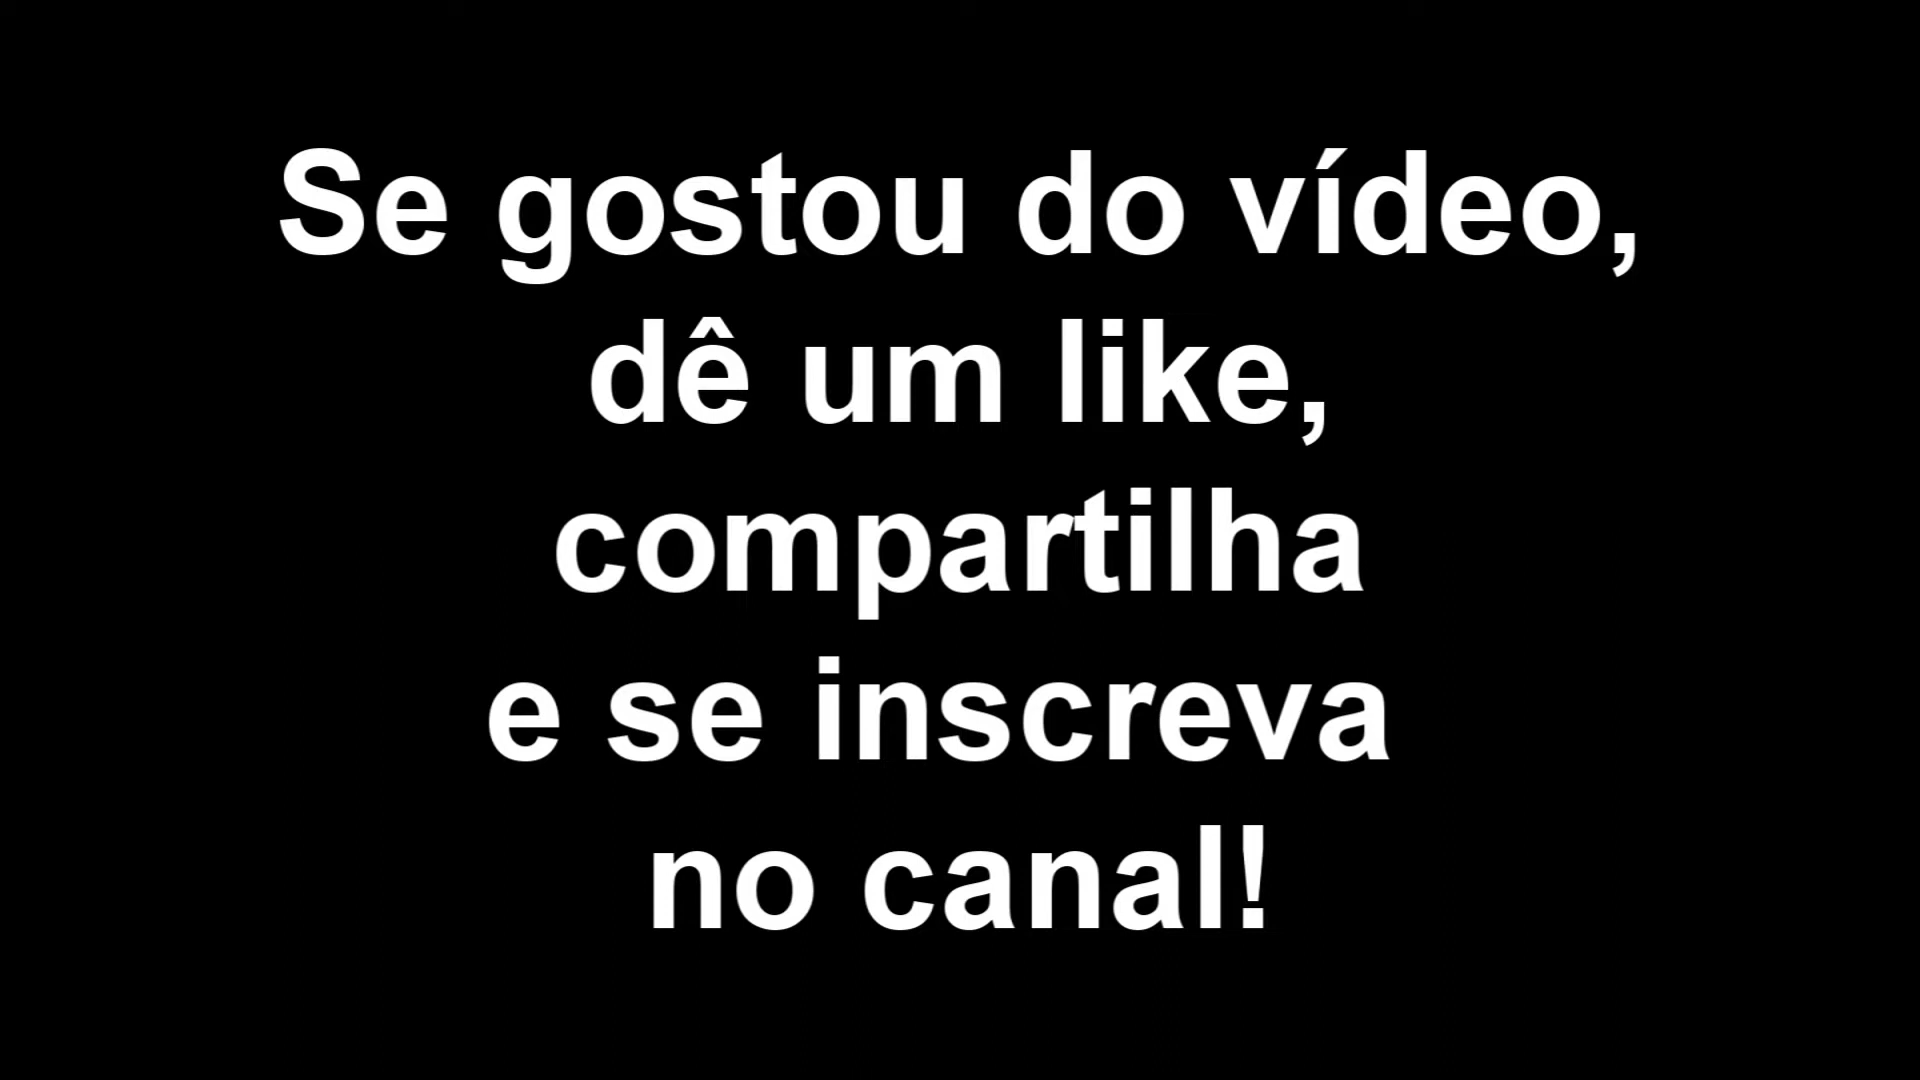 Se gostou do vídeo,
dê um like,
compartilha
e se inscreva
no canal!